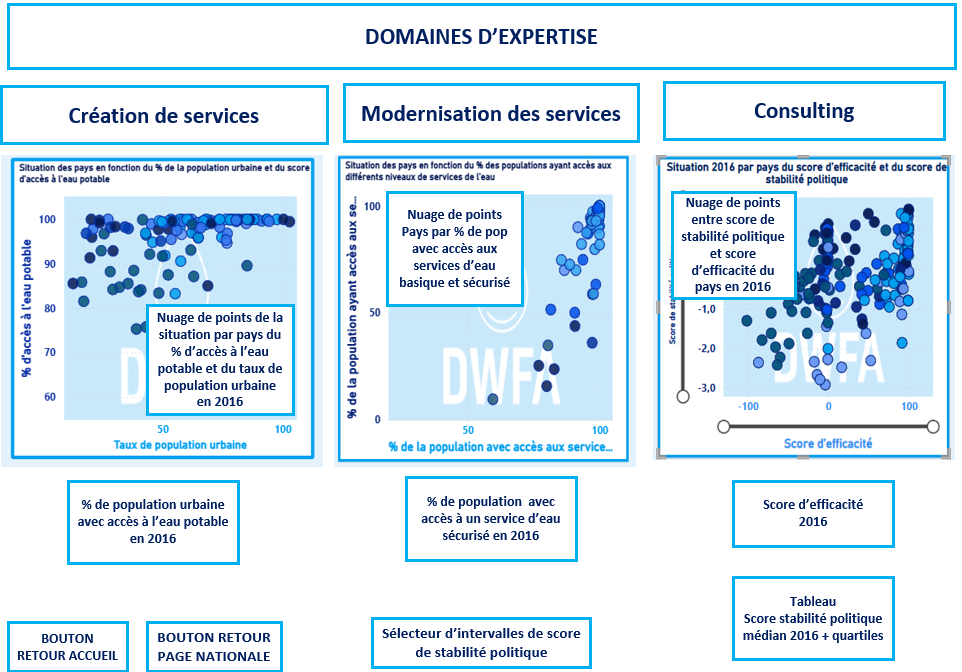 DOMAINES D'EXPERTISE
Création de services
Modernisation des services
Consulting
Situation des pays en fonction du % de la population urbaine et du score
d'accès à l'eau potable
% d'accès à l'eau potable
100
90
80
70
60
50
100
Taux de population urbaine
D
Nuage de points de la
situation par pays du
% d'accès à l'eau
potable et du taux de
population urbaine
en 2016
Situation des pays en fonction du % des populations ayant accès aux
différents niveaux de services de l'eau
% de la population ayant accès aux se...
100
50
0
50
100
% de la population avec accès aux service...
DWFA
Nuage de points
Pays par % de pop
avec accès aux
services d'eau
basique et sécurisé
Situation 2016 par pays du score d'efficacité et du score de
stabilité politique
Score de
-1,0
-2,0
-3,0
-100
0
100
Score d'efficacité
DWFA
Nuage de points
entre score de
stabilité politique
et score
d'efficacité du
pays en 2016
% de population urbaine
avec accès à l'eau potable
en 2016
% de population avec
accès à un service d'eau
sécurisé en 2016
Score d'efficacité
2016
Tableau
Score stabilité politique
médian 2016 + quartiles
BOUTON
RETOUR ACCUEIL
BOUTON RETOUR
PAGE NATIONALE
Sélecteur d'intervalles de score
de stabilité politique